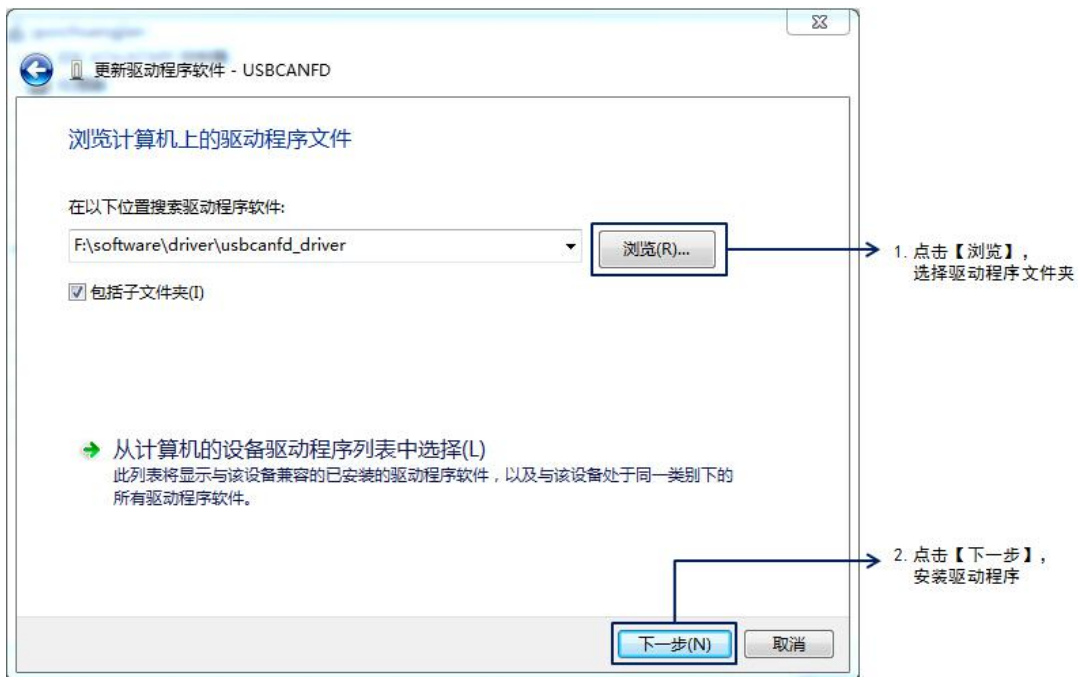 更新驱动程序软件 - USBCANFD
浏览计算机上的驱动程序文件
在以下位置搜索驱动程序软件:
F:\software\driver\usbcanfd_driver
浏览(R)...
1. 点击【浏览】，
选择驱动程序文件夹
包括子文件夹(I)
从计算机的设备驱动程序列表中选择(L)
此列表将显示与该设备兼容的已安装的驱动程序软件，以及与该设备处于同一类别下的
所有驱动程序软件。
2. 点击【下一步】，
安装驱动程序
下一步(N)
取消